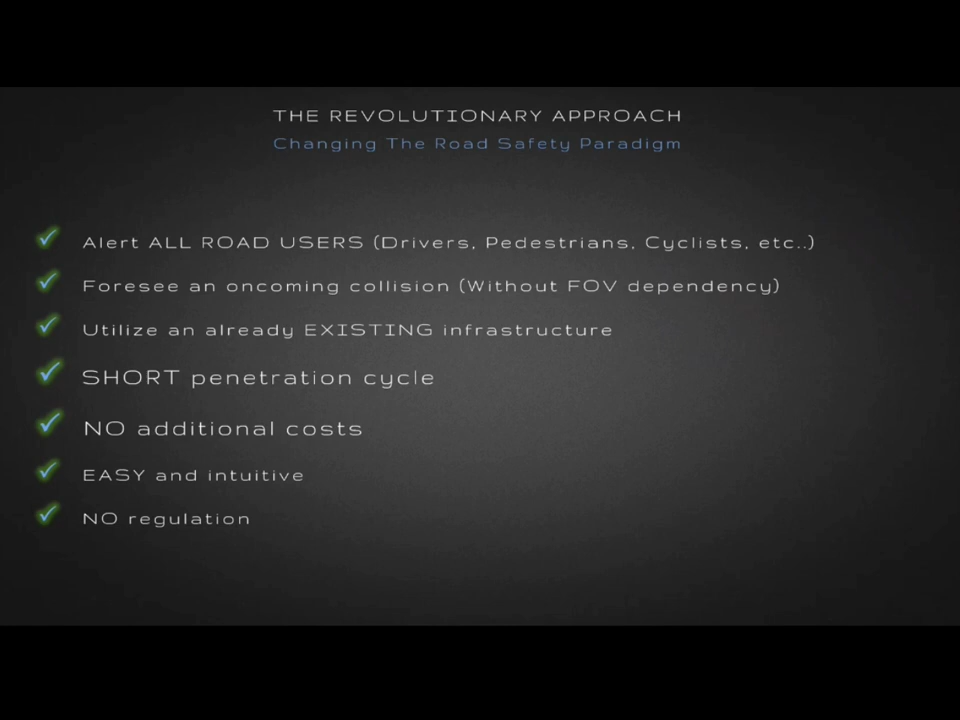 THE REVOLUTIONARY APPROACH
Changing The Road Safety Paradigm
Alert ALL ROAD USERS (Drivers, Pedestrians, Cyclists, etc..)
Foresee an oncoming collision (Without FOV dependency)
Utilize an already EXISTING infrastructure
SHORT penetration cycle
NO additional costs
EASY and intuitive
NO regulation